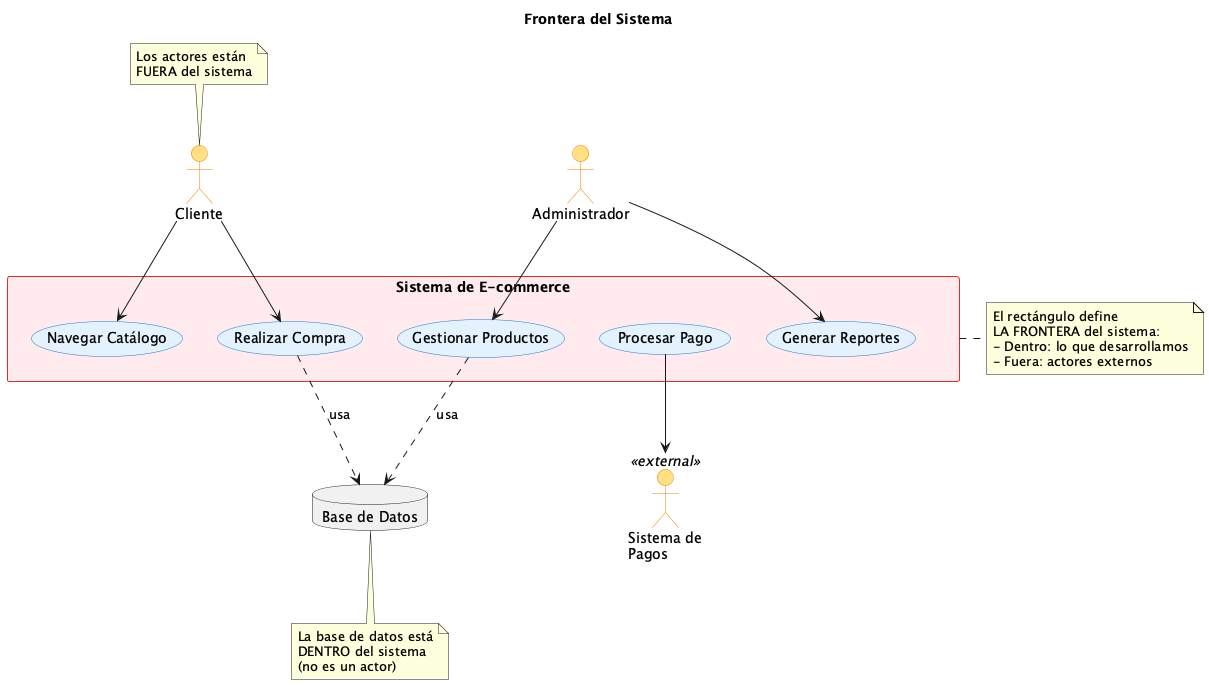 Frontera del Sistema
Los actores están
FUERA del sistema
Cliente
Administrador
Sistema de E-commerce
Navegar Catálogo
Realizar Compra
Gestionar Productos
Procesar Pago
Generar Reportes
El rectángulo define
LA FRONTERA del sistema:
- Dentro: lo que desarrollamos
- Fuera: actores externos
usa
usa
«external»
Base de Datos
Sistema de
Pagos
La base de datos está
DENTRO del sistema
(no es un actor)